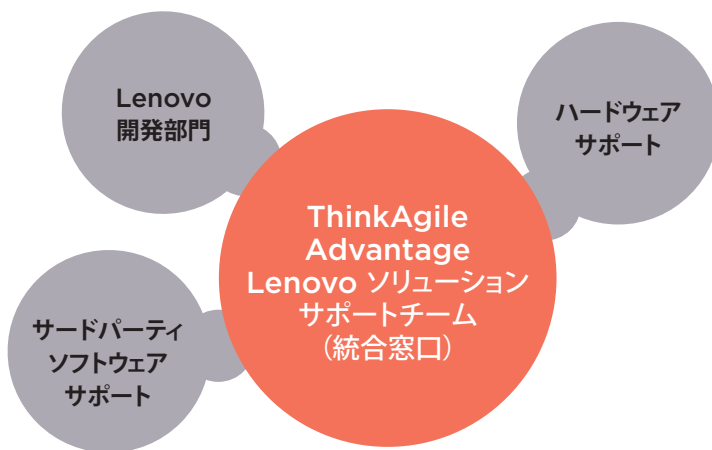 Lenovo
開発部門
ハードウェア
サポート
ThinkAgile
Advantage
Lenovo ソリューション
サポートチーム
(統合窓口)
サードパーティ
ソフトウェア
サポート